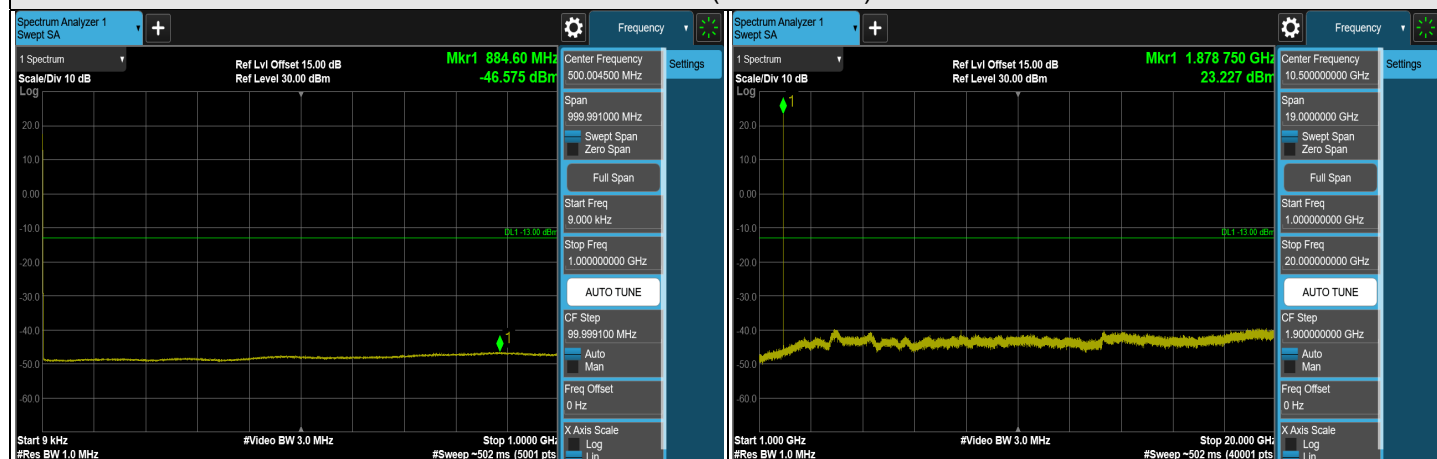 Spectrum Analyzer 1
Swept SA
+
Frequency
1 Spectrum
Scale/Div 10 dB
Log
Ref Lvl Offset 15.00 dB
Ref Level 30.00 dBm
Mkr1 884.60 MHz
-46.575 dBm
20.0
10.0
0.00
-10.0
-20.0
-30.0
-40.0
-50.0
-60.0
DL1 -13.00 dBm
1
Start 9 kHz
#Res BW 1.0 MHz
#Video BW 3.0 MHz
Stop 1.0000 GHz
#Sweep ~502 ms (5001 pts
Center Frequency
500.004500 MHz
Settings
Span
999.991000 MHz
Swept Span
Zero Span
Full Span
Start Freq
9.000 kHz
Stop Freq
1.000000000 GHz
AUTO TUNE
CF Step
99.999100 MHz
Auto
Man
Freq Offset
0 Hz
X Axis Scale
Log
Lin
Spectrum Analyzer 1
Swept SA
+
Frequency
1 Spectrum
Scale/Div 10 dB
Log
Ref Lvl Offset 15.00 dB
Ref Level 30.00 dBm
Mkr1 1.878 750 GHz
23.227 dBm
1
20.0
10.0
0.00
-10.0
-20.0
-30.0
-40.0
-50.0
-60.0
DL1 -13.00 dBm
Start 1.000 GHz
#Res BW 1.0 MHz
#Video BW 3.0 MHz
Stop 20.000 GHz
#Sweep ~502 ms (40001 pts
Center Frequency
10.500000000 GHz
Settings
Span
19.0000000 GHz
Swept Span
Zero Span
Full Span
Start Freq
1.000000000 GHz
Stop Freq
20.000000000 GHz
AUTO TUNE
CF Step
1.900000000 GHz
Auto
Man
Freq Offset
0 Hz
X Axis Scale
Log
Lin